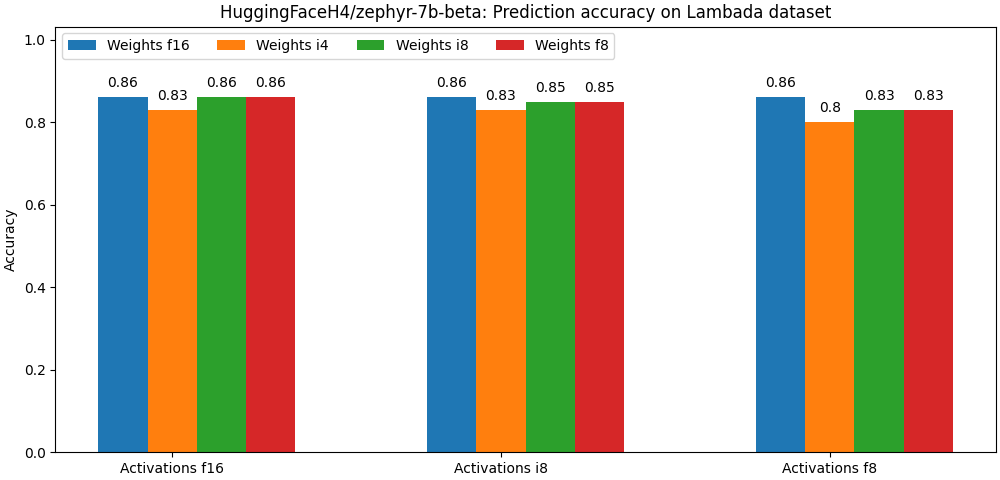 HuggingFaceH4/zephyr-7b-beta: Prediction accuracy on Lambada dataset
Weights f16 Weights i4 Weights i8 Weights f8
1.0
0.8
0.6
0.4
0.2
0.0
Accuracy
0.86 0.83 0.86 0.86
0.86 0.83 0.85 0.85
0.86 0.8 0.83 0.83
Activations f16 Activations i8 Activations f8